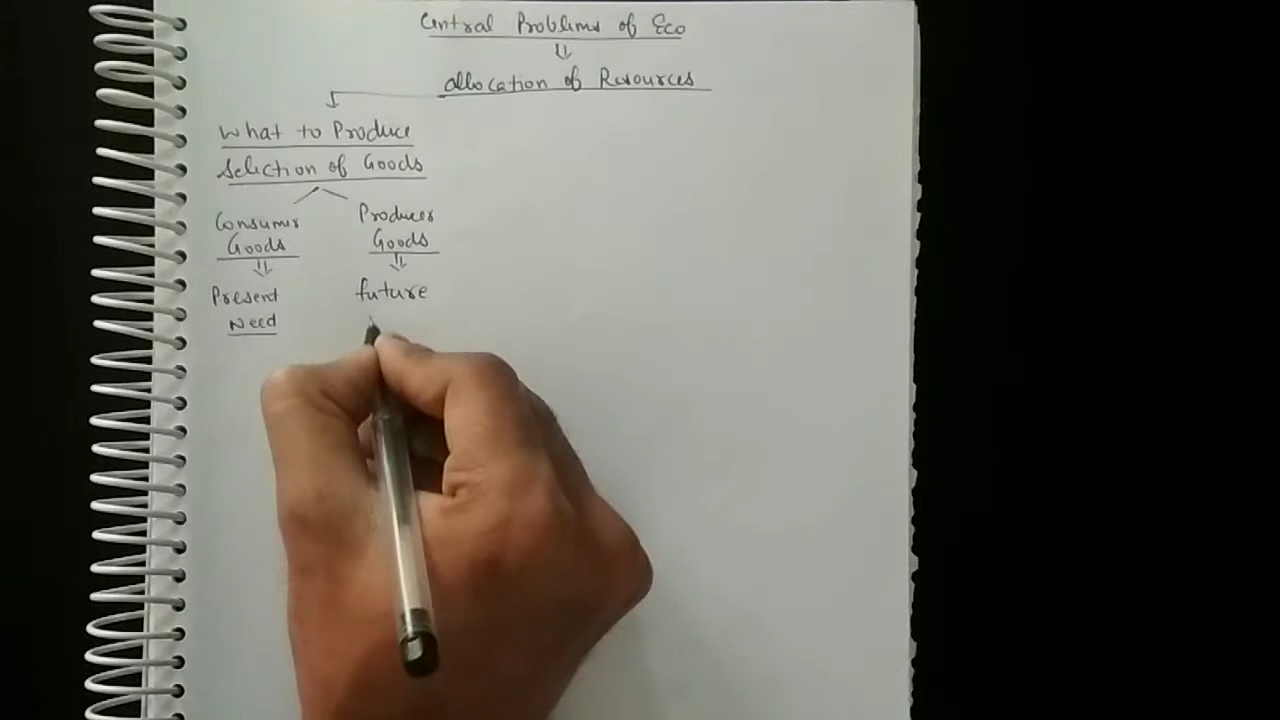 Central Problems of Eco
allocation of Resources
What to Produce
Selection of Goods
Consumer
Goods
Producer
Goods
Present
Need
future